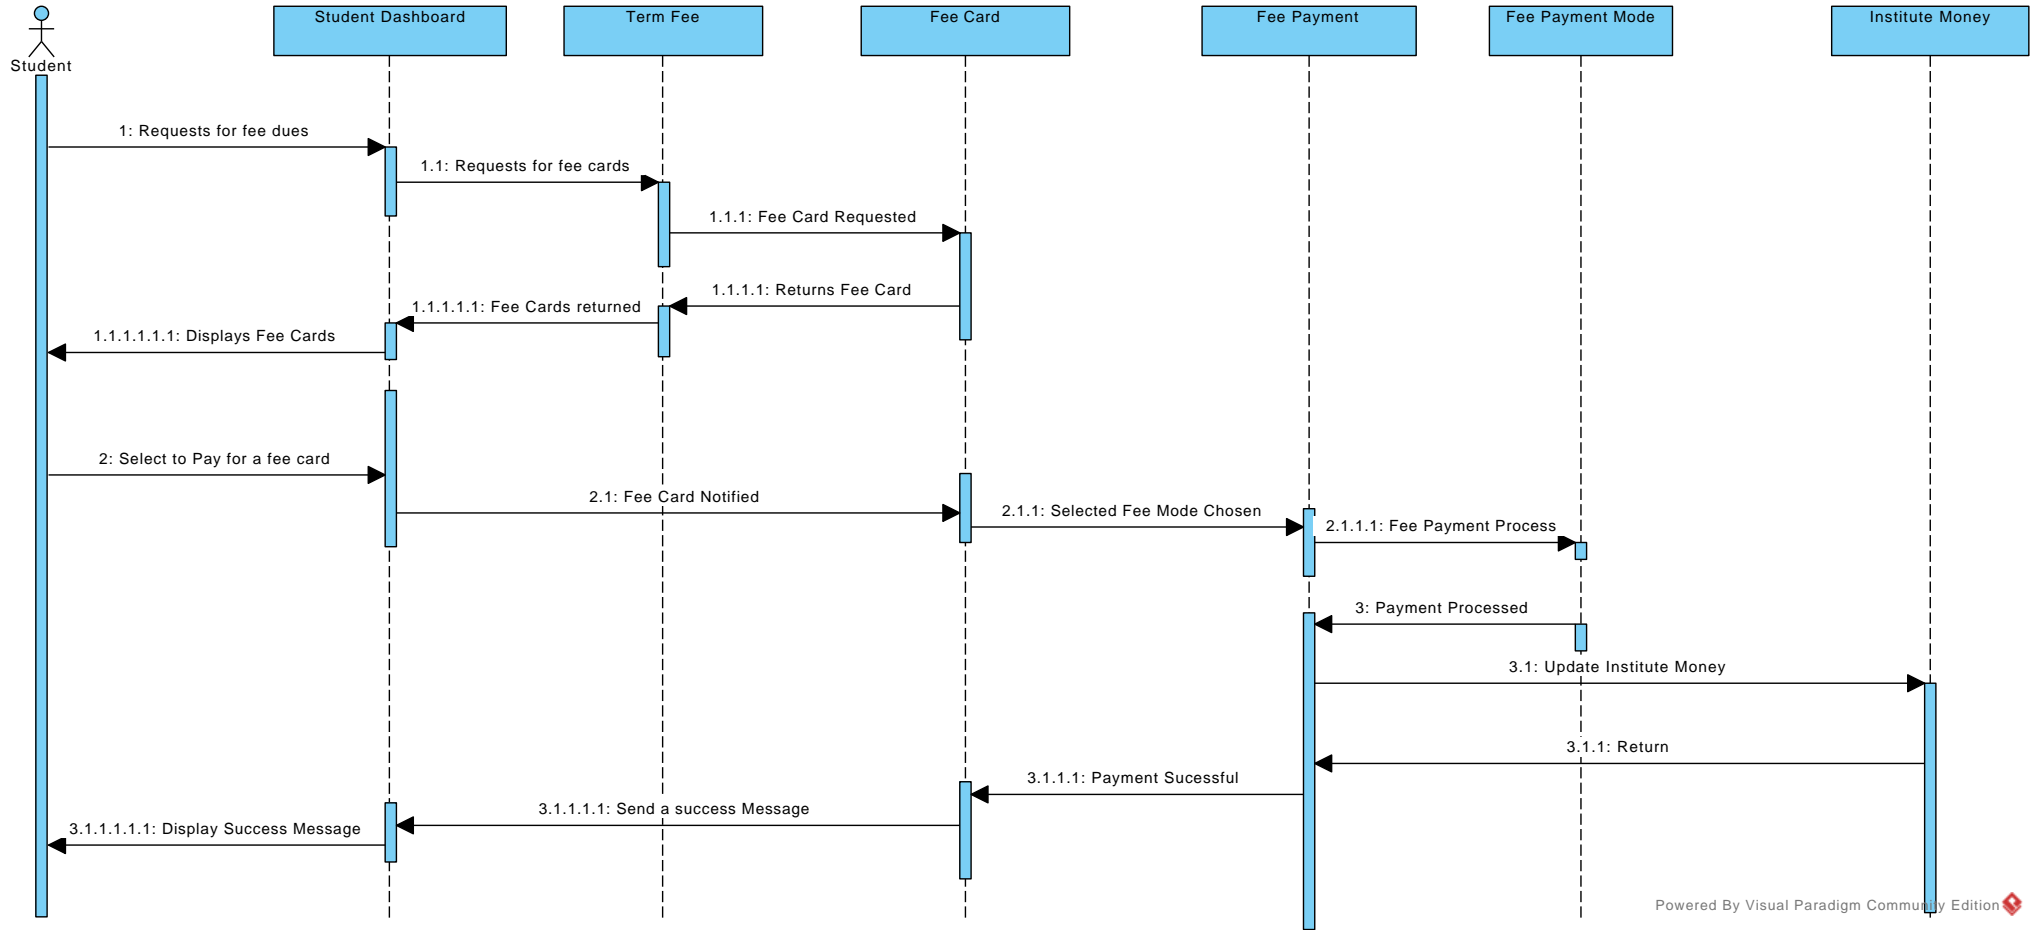 Student Dashboard
Term Fee
Fee Card
Fee Payment
Fee Payment Mode
Institute Money
Student
1: Requests for fee dues
1.1: Requests for fee cards
1.1.1: Fee Card Requested
1.1.1.1: Returns Fee Card
1.1.1.1.1: Fee Cards returned
1.1.1.1.1.1: Displays Fee Cards
2: Select to Pay for a fee card
2.1: Fee Card Notified
2.1.1: Selected Fee Mode Chosen
2.1.1.1: Fee Payment Process
3: Payment Processed
3.1: Update Institute Money
3.1.1: Return
3.1.1.1: Payment Sucessful
3.1.1.1.1: Send a success Message
3.1.1.1.1.1: Display Success Message
Powered By Visual Paradigm Community Edition